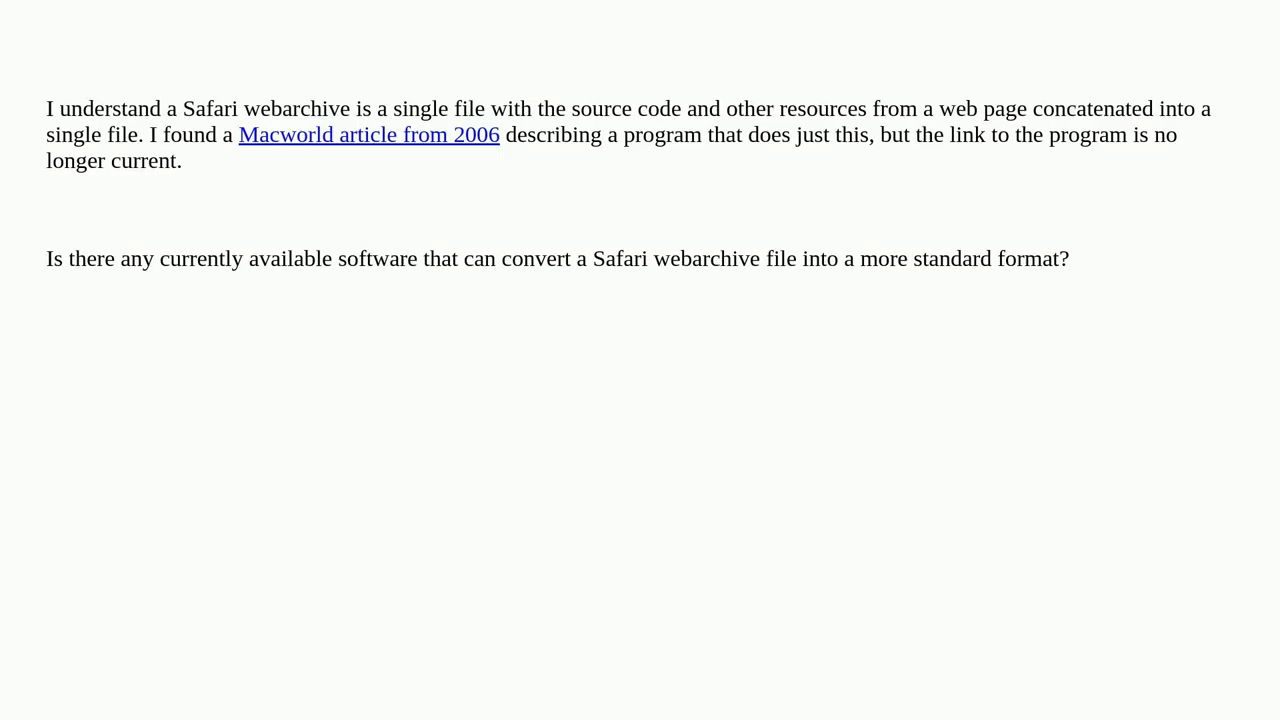 I understand a Safari webarchive is a single file with the source code and other resources from a web page concatenated into a
single file. I found a Macworld article from 2006 describing a program that does just this, but the link to the program is no
longer current.
Is there any currently available software that can convert a Safari webarchive file into a more standard format?